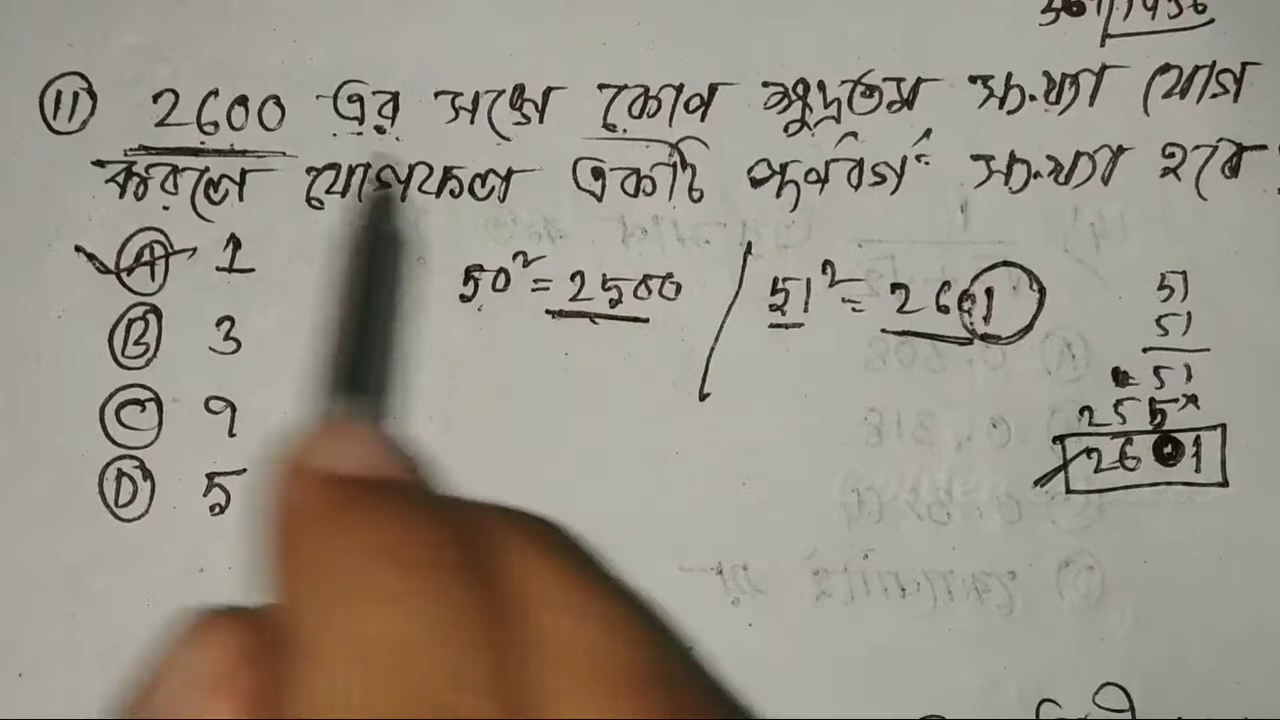 11 2600 এর সঙ্গে কোন ক্ষুদ্রতম সংখ্যা যোগ
করলে যোগফল একটি পূর্ণবর্গ সংখ্যা হবে
A 1
B 3
C 9
D 5
50² = 2500 / 51² = 2601
51
51
51
255×
2601